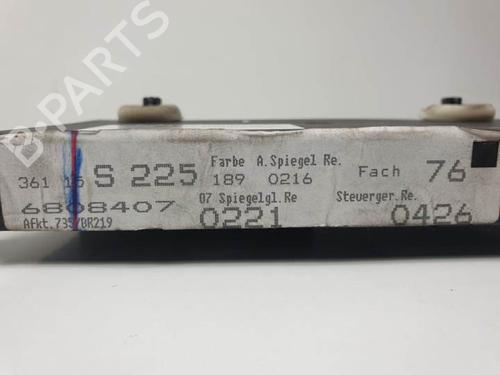 B-PARTS
Farbe A.Spiegel Re.
361 15 S 225 189 0216 Fach 76
6808407 07 Spiegelgl.Re Steuerger.Re.
Afkt.735/BR219 0221 0426